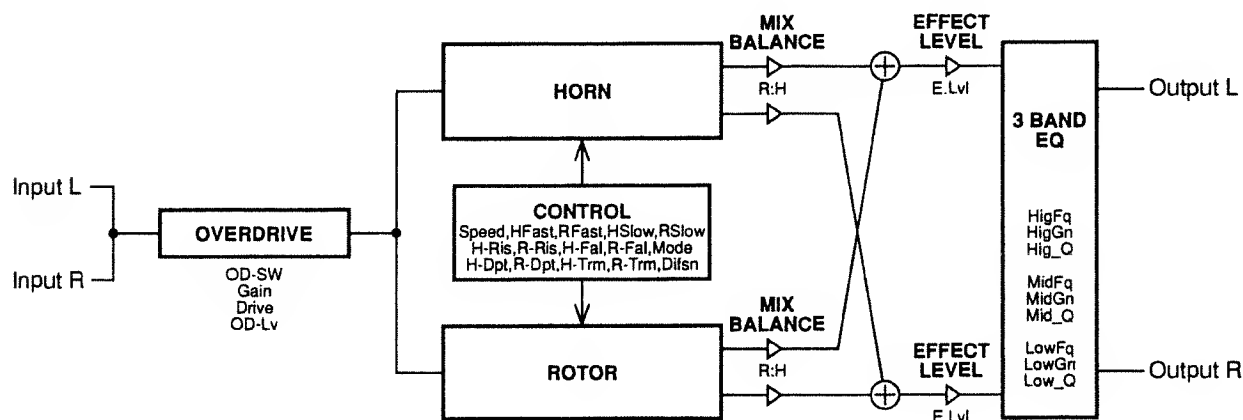 MIX
BALANCE
EFFECT
LEVEL
HORN
R:H
E.Lvl
Output L
3 BAND
EQ
Input L
CONTROL
Speed,HFast,RFast,HSlow,RSlow
H-Ris,R-Ris,H-Fal,R-Fal,Mode
H-Dpt,R-Dpt,H-Trm,R-Trm,Difsn
OVERDRIVE
Input R
OD-SW
Gain
Drive
OD-Lv
HigFq
HigGn
Hig_Q
MidFq
MidGn
Mid_Q
LowFq
LowGn
Low_Q
MIX
BALANCE
EFFECT
LEVEL
ROTOR
R:H
E.Lvl
Output R